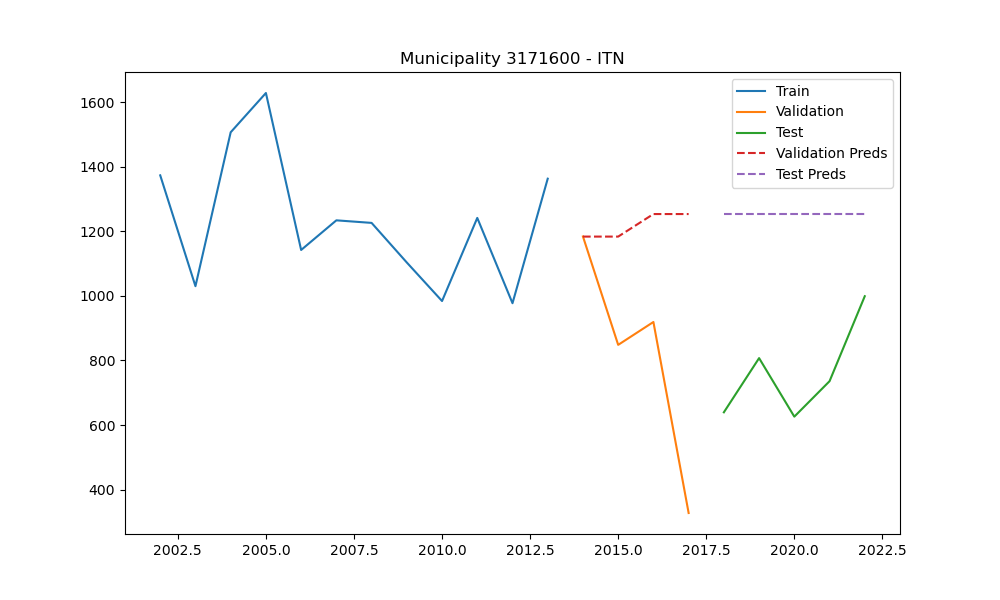 Municipality 3171600 - ITN
Train
Validation
Test
Validation Preds
Test Preds
1600
1400
1200
1000
800
600
400
2002.5 2005.0 2007.5 2010.0 2012.5 2015.0 2017.5 2020.0 2022.5